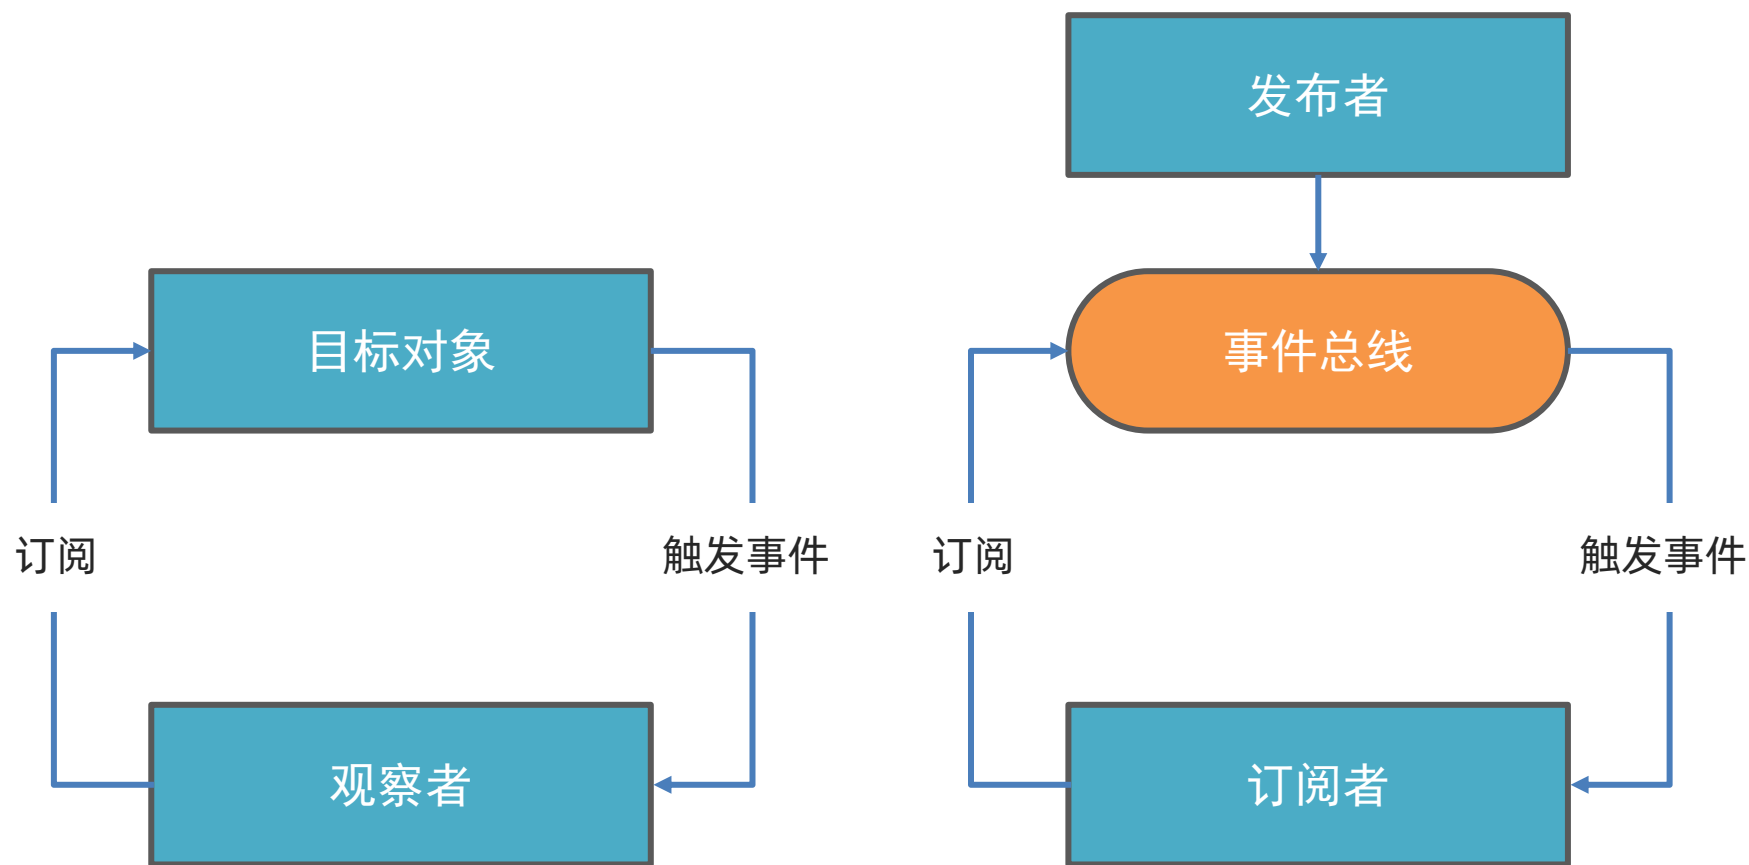 发布者
目标对象
事件总线
订阅
触发事件
订阅
触发事件
观察者
订阅者